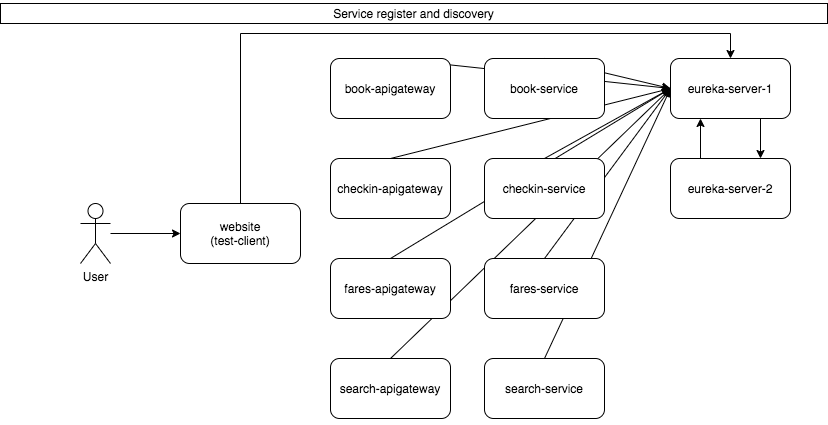 Service register and discovery
book-apigateway
book-service
eureka-server-1
checkin-apigateway
checkin-service
eureka-server-2
website
(test-client)
User
fares-apigateway
fares-service
search-apigateway
search-service